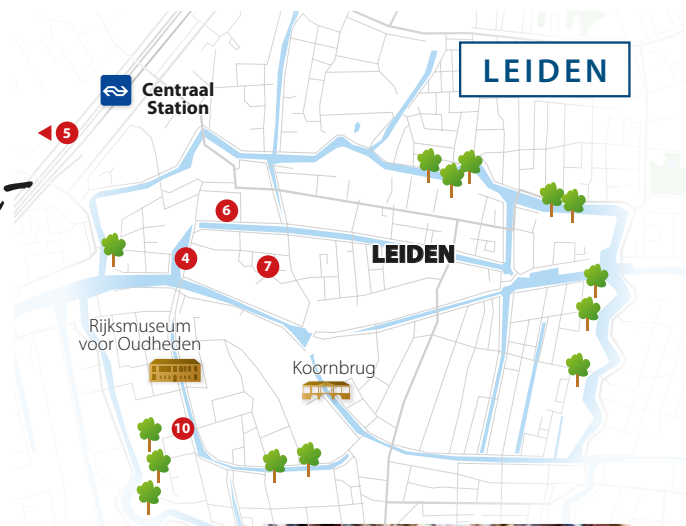 LEIDEN
Centraal
Station
5
6
4
7
LEIDEN
Rijksmuseum
voor Oudheden
Koornbrug
10